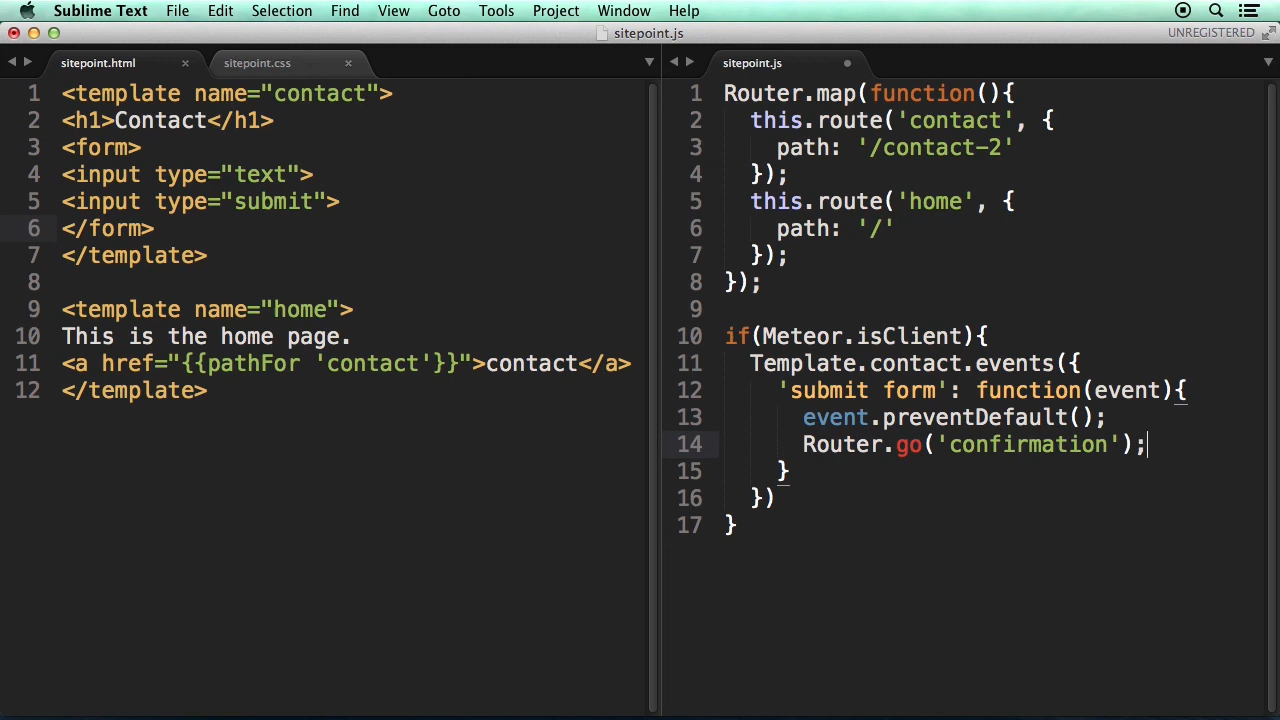 Sublime Text File Edit Selection Find View Goto Tools Project Window Help
sitepoint.js
UNREGISTERED
sitepoint.html
sitepoint.css
1 <template name="contact">
2 <h1>Contact</h1>
3 <form>
4 <input type="text">
5 <input type="submit">
6 </form>
7 </template>
8
9 <template name="home">
10 This is the home page.
11 <a href="{{pathFor 'contact'}}">contact</a>
12 </template>
sitepoint.js
1 Router.map(function(){
2   this.route('contact', {
3     path: '/contact-2'
4   });
5   this.route('home', {
6     path: '/'
7   });
8 });
9
10 if(Meteor.isClient){
11   Template.contact.events({
12     'submit form': function(event){
13       event.preventDefault();
14       Router.go('confirmation');
15     }
16   })
17 }